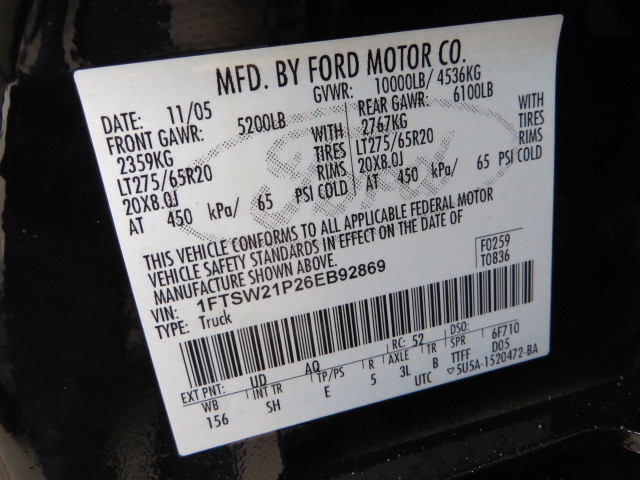 MFD. BY FORD MOTOR CO.
DATE: 11/05 GVWR: 10000LB/ 4536KG
FRONT GAWR: 5200LB REAR GAWR: 6100LB
2359KG WITH 2767KG WITH
LT275/65R20 TIRES LT275/65R20 TIRES
20X8.0J RIMS 20X8.0J RIMS
AT 450 kPa/ 65 PSI COLD AT 450 kPa/ 65 PSI COLD
Ford
THIS VEHICLE CONFORMS TO ALL APPLICABLE FEDERAL MOTOR
VEHICLE SAFETY STANDARDS IN EFFECT ON THE DATE OF
MANUFACTURE SHOWN ABOVE.
VIN: 1FTSW21P26EB92869
TYPE: Truck
F0259
T0836
EXT PNT: UD AQ RC: 52 DSO:
WB INT TR TP/PS R AXLE TR SPR 6F710
156 SH E 5 3L B TTFF D05
UTC ▽5U5A-1520472-BA